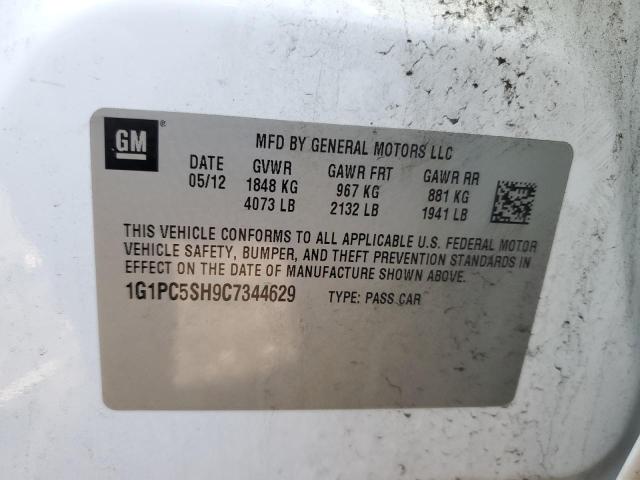 GM®
MFD BY GENERAL MOTORS LLC
DATE GVWR GAWR FRT GAWR RR
05/12 1848 KG 967 KG 881 KG
4073 LB 2132 LB 1941 LB
THIS VEHICLE CONFORMS TO ALL APPLICABLE U.S. FEDERAL MOTOR
VEHICLE SAFETY, BUMPER, AND THEFT PREVENTION STANDARDS IN
EFFECT ON THE DATE OF MANUFACTURE SHOWN ABOVE.
1G1PC5SH9C7344629 TYPE: PASS CAR